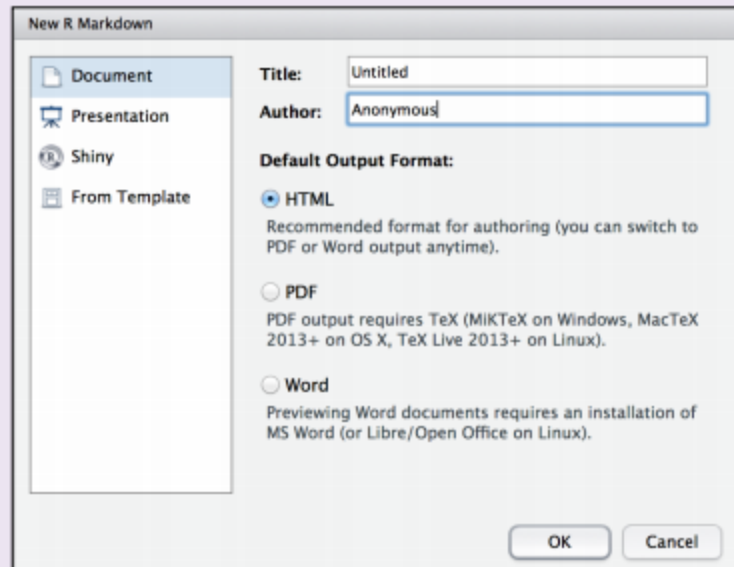 New R Markdown
Document
Presentation
Shiny
From Template
Title:
Untitled
Author:
Anonymous
Default Output Format:
HTML
Recommended format for authoring (you can switch to
PDF or Word output anytime).
PDF
PDF output requires TeX (MiKTeX on Windows, MacTeX
2013+ on OS X, TeX Live 2013+ on Linux).
Word
Previewing Word documents requires an installation of
MS Word (or Libre/Open Office on Linux).
OK
Cancel